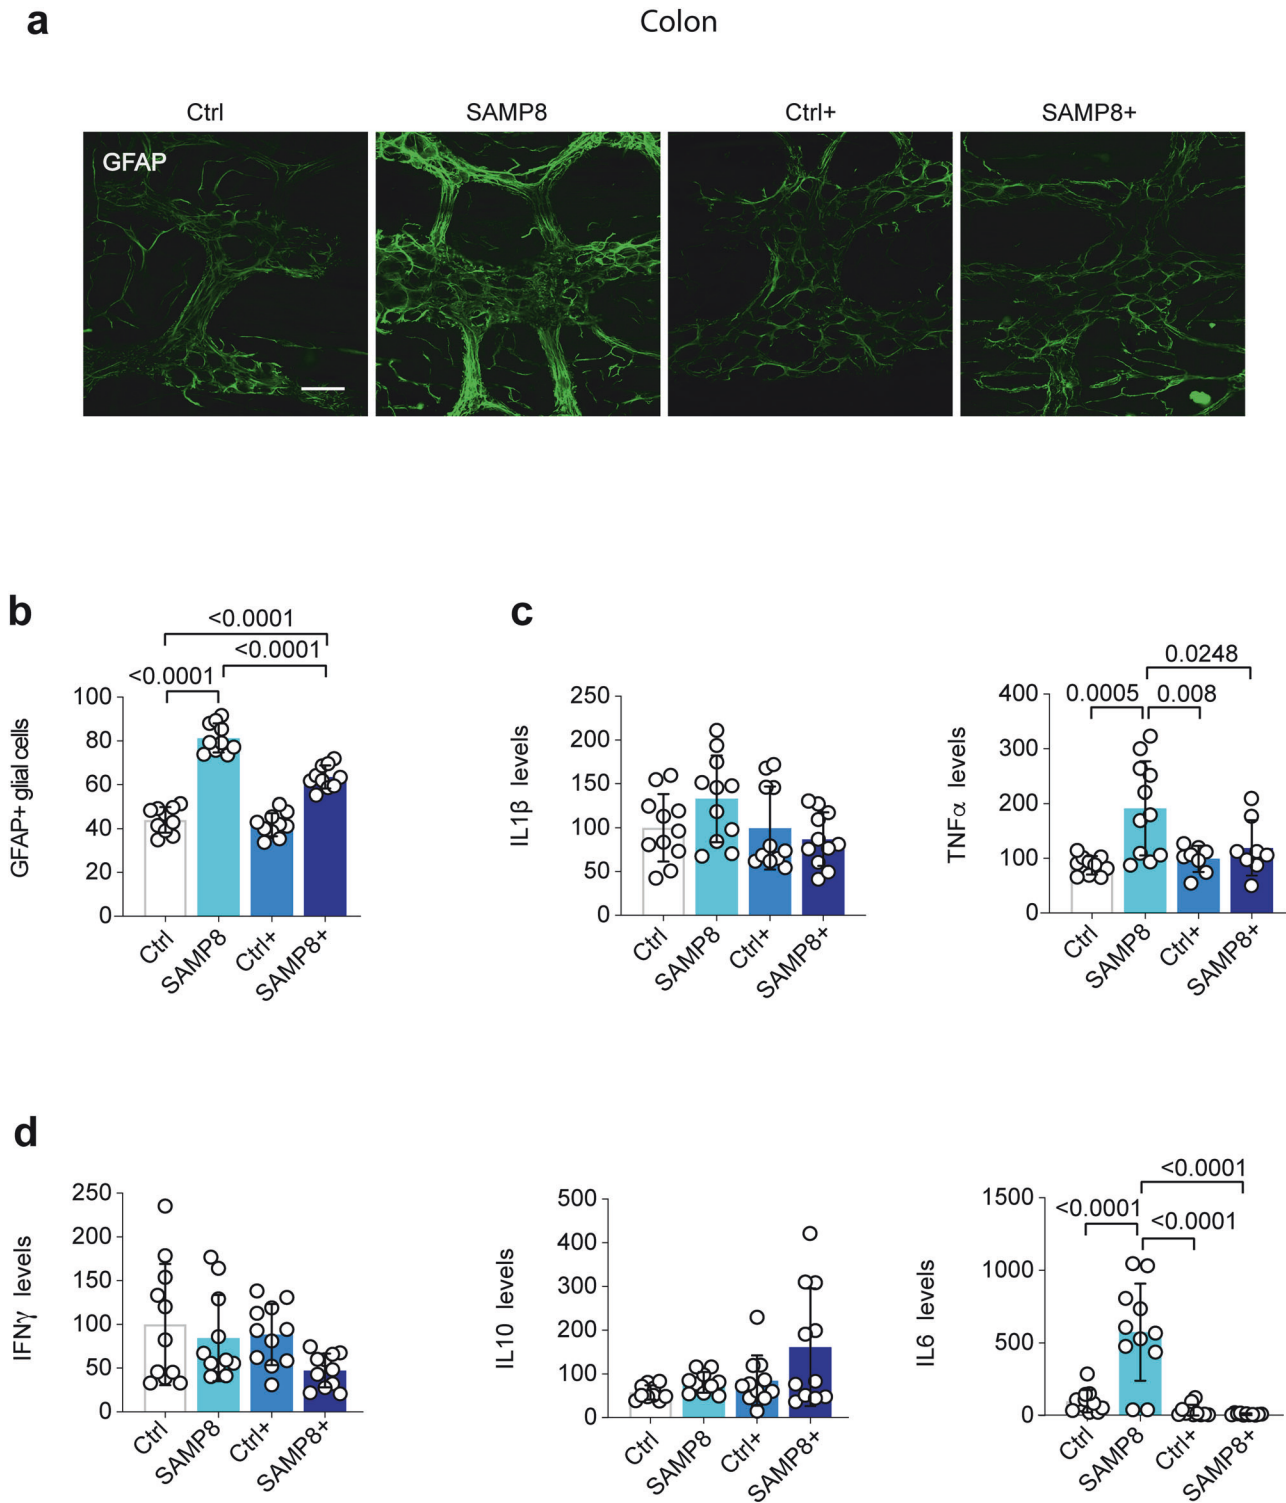 a
Colon
Ctrl SAMP8 Ctrl+ SAMP8+
GFAP
b
<0.0001
<0.0001
<0.0001
GFAP+ glial cells
100
80
60
40
20
0
Ctrl SAMP8 Ctrl+ SAMP8+
c
IL1β levels
250
200
150
100
50
0
Ctrl SAMP8 Ctrl+ SAMP8+
0.0248
0.0005 0.008
TNFα levels
400
300
200
100
0
Ctrl SAMP8 Ctrl+ SAMP8+
d
IFNγ levels
250
200
150
100
50
0
Ctrl SAMP8 Ctrl+ SAMP8+
IL10 levels
500
400
300
200
100
0
Ctrl SAMP8 Ctrl+ SAMP8+
<0.0001
<0.0001
<0.0001
IL6 levels
1500
1000
500
0
Ctrl SAMP8 Ctrl+ SAMP8+